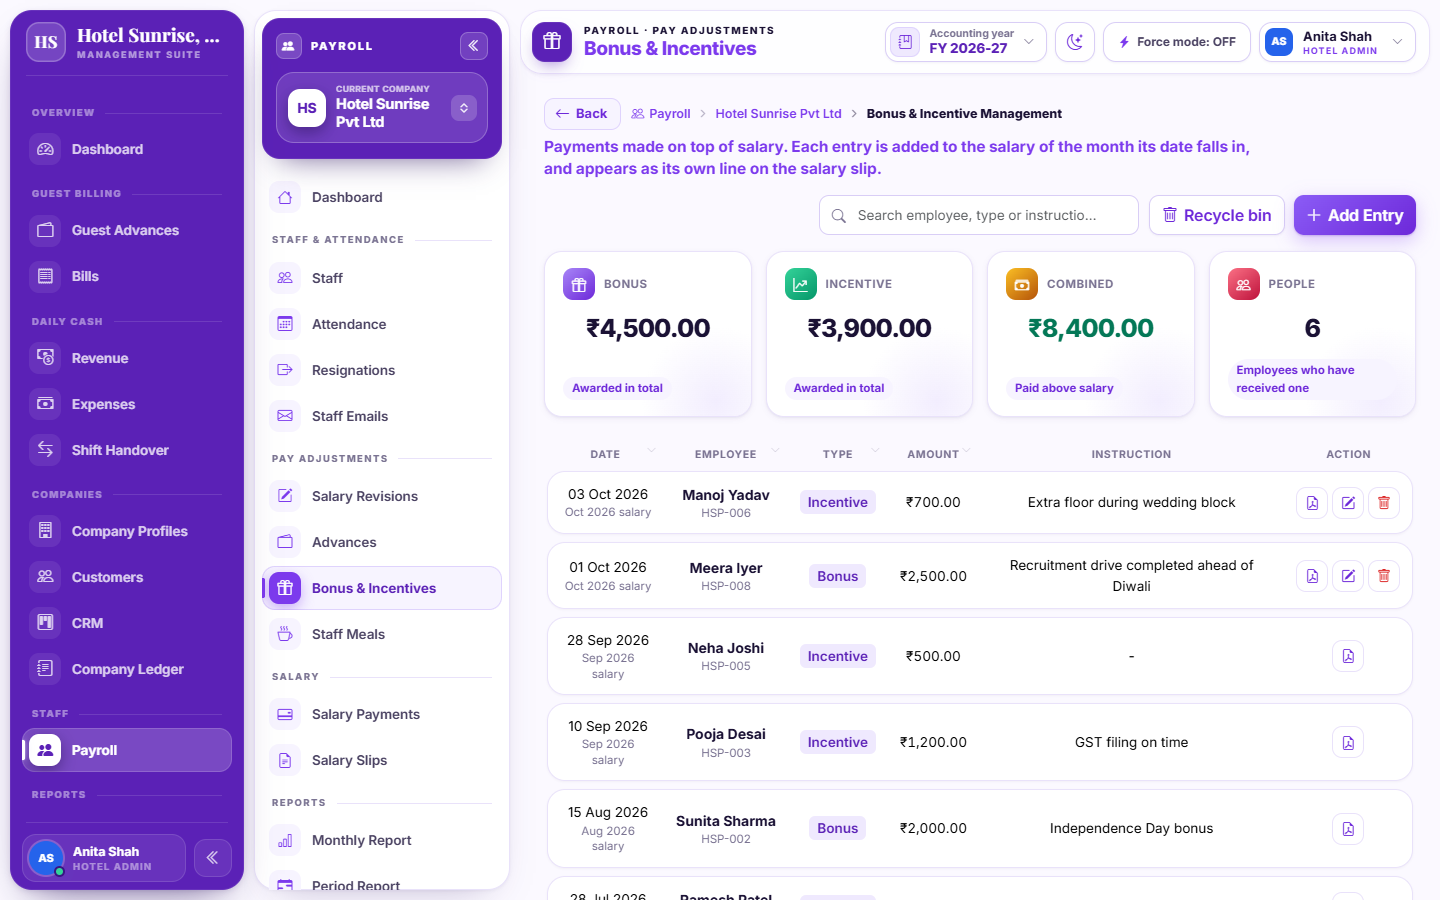 HS
Hotel Sunrise, ...
MANAGEMENT SUITE
OVERVIEW
Dashboard
GUEST BILLING
Guest Advances
Bills
DAILY CASH
Revenue
Expenses
Shift Handover
COMPANIES
Company Profiles
Customers
CRM
Company Ledger
STAFF
Payroll
REPORTS
AS
Anita Shah
HOTEL ADMIN
PAYROLL
HS
CURRENT COMPANY
Hotel Sunrise
Pvt Ltd
Dashboard
STAFF & ATTENDANCE
Staff
Attendance
Resignations
Staff Emails
PAY ADJUSTMENTS
Salary Revisions
Advances
Bonus & Incentives
Staff Meals
SALARY
Salary Payments
Salary Slips
REPORTS
Monthly Report
Period Report
PAYROLL · PAY ADJUSTMENTS
Bonus & Incentives
Accounting year
FY 2026-27
Force mode: OFF
AS
Anita Shah
HOTEL ADMIN
Back
Payroll > Hotel Sunrise Pvt Ltd > Bonus & Incentive Management
Payments made on top of salary. Each entry is added to the salary of the month its date falls in,
and appears as its own line on the salary slip.
Search employee, type or instructio...
Recycle bin
Add Entry
BONUS
₹4,500.00
Awarded in total
INCENTIVE
₹3,900.00
Awarded in total
COMBINED
₹8,400.00
Paid above salary
PEOPLE
6
Employees who have
received one
DATE EMPLOYEE TYPE AMOUNT INSTRUCTION ACTION
03 Oct 2026 Manoj Yadav Incentive ₹700.00 Extra floor during wedding block
Oct 2026 salary HSP-006
01 Oct 2026 Meera Iyer Bonus ₹2,500.00 Recruitment drive completed ahead of
Oct 2026 salary HSP-008 Diwali
28 Sep 2026 Neha Joshi Incentive ₹500.00 -
Sep 2026 HSP-005
salary
10 Sep 2026 Pooja Desai Incentive ₹1,200.00 GST filing on time
Sep 2026 HSP-003
salary
15 Aug 2026 Sunita Sharma Bonus ₹2,000.00 Independence Day bonus
Aug 2026 HSP-002
salary
28 Jul 2026 Ramesh Patel